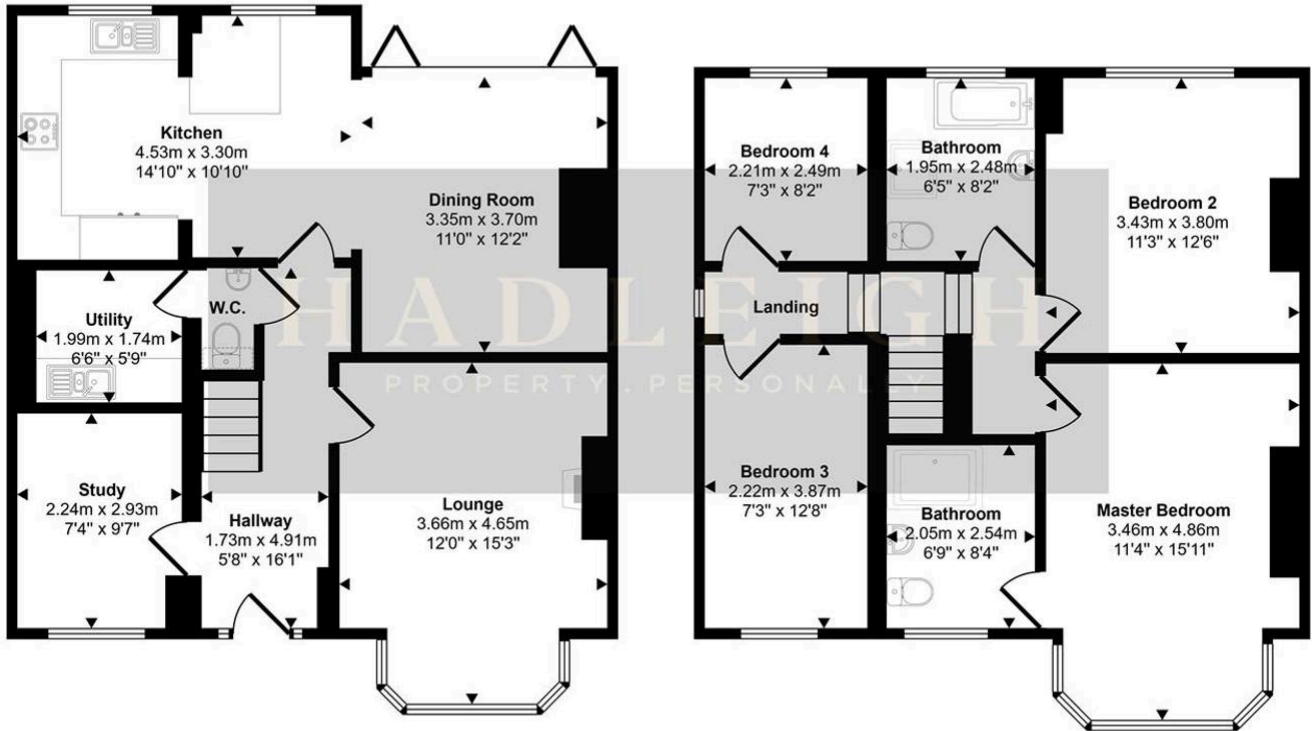 Kitchen
4.53m x 3.30m
14'10" x 10'10"
Dining Room
3.35m x 3.70m
11'0" x 12'2"
W.C.
Utility
1.99m x 1.74m
6'6" x 5'9"
Study
2.24m x 2.93m
7'4" x 9'7"
Hallway
1.73m x 4.91m
5'8" x 16'1"
Lounge
3.66m x 4.65m
12'0" x 15'3"
Bedroom 4
2.21m x 2.49m
7'3" x 8'2"
Bathroom
1.95m x 2.48m
6'5" x 8'2"
Bedroom 2
3.43m x 3.80m
11'3" x 12'6"
Landing
Bedroom 3
2.22m x 3.87m
7'3" x 12'8"
Bathroom
2.05m x 2.54m
6'9" x 8'4"
Master Bedroom
3.46m x 4.86m
11'4" x 15'11"
HADLEIGH
PROPERTY . PERSONALLY